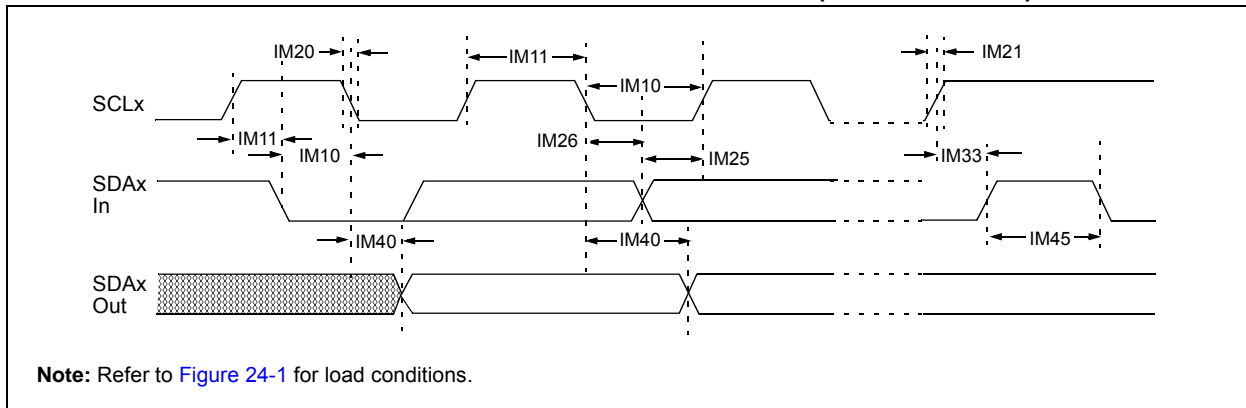 IM20
IM11
IM21
IM10
SCLx
IM11
IM26
IM10
IM25
IM33
SDAx
In
IM40
IM40
IM45
SDAx
Out
Note: Refer to Figure 24-1 for load conditions.